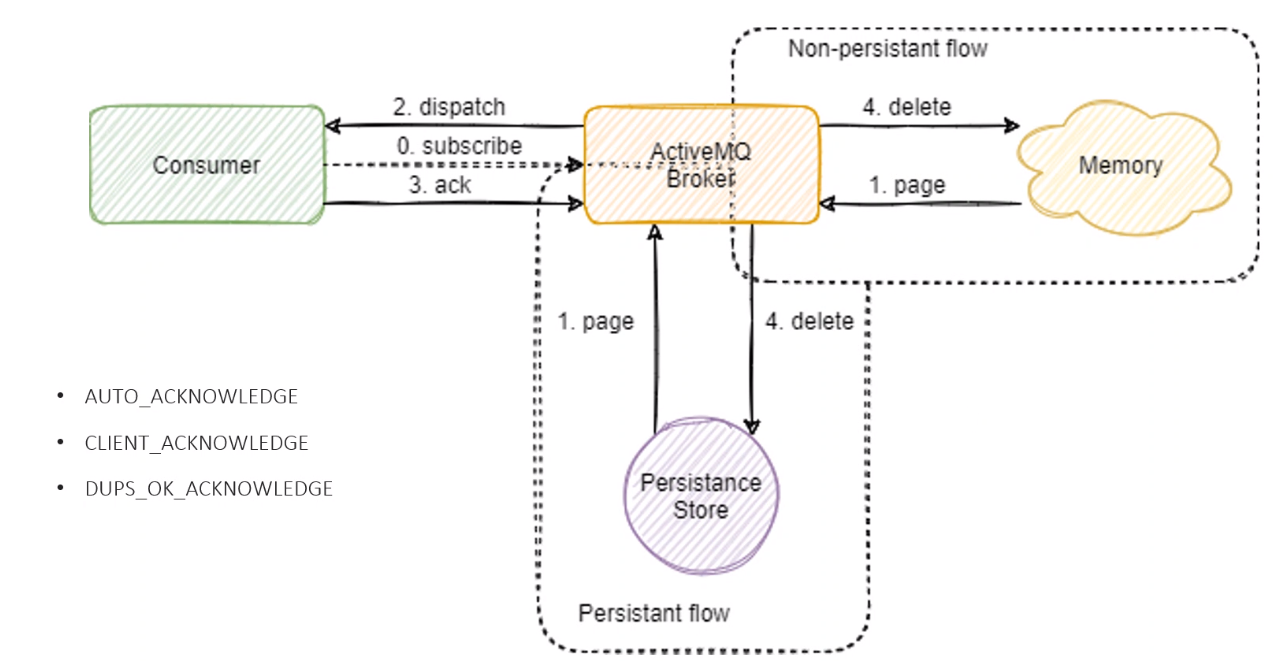 Non-persistant flow
2. dispatch
4. delete
0. subscribe
Consumer
ActiveMQ
Broker
Memory
3. ack
1. page
1. page
4. delete
• AUTO_ACKNOWLEDGE
• CLIENT_ACKNOWLEDGE
• DUPS_OK_ACKNOWLEDGE
Persistance
Store
Persistant flow